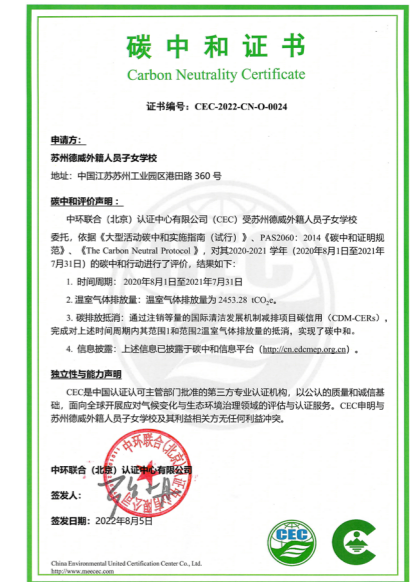 碳中和证书
Carbon Neutrality Certificate
证书编号：CEC-2022-CN-O-0024
申请方：
苏州德威外籍人员子女学校
地址：中国江苏苏州工业园区港田路 360 号
碳中和评价声明：
中环联合（北京）认证中心有限公司（CEC）受苏州德威外籍人员子女学校
委托，依据《大型活动碳中和实施指南（试行）》、PAS2060：2014《碳中和证明规
范》、《The Carbon Neutral Protocol 》，对其2020-2021 学年（2020年8月1日至2021年
7月31日）的碳中和行动进行了评价，结果如下：
1. 时间周期： 2020年8月1日至2021年7月31日
2. 温室气体排放量：温室气体排放量为 2453.28 tCO₂e。
3. 碳排放抵消：通过注销等量的国际清洁发展机制减排项目碳信用（CDM-CERs），
完成对上述时间周期内其范围1和范围2温室气体排放量的抵消，实现了碳中和。
4. 信息披露：上述信息已披露于碳中和信息平台（http://cn.edcmep.org.cn）。
独立性与能力声明
CEC是中国认证认可主管部门批准的第三方专业认证机构，以公认的质量和诚信基
础，面向全球开展应对气候变化与生态环境治理领域的评估与认证服务。CEC申明与
苏州德威外籍人员子女学校及其利益相关方无任何利益冲突。
中环联合（北京）认证中心有限公司
签发人：
签发日期：2022年8月5日
CEC
China Environmental United Certification Center Co., Ltd.
http://www.mepcec.com